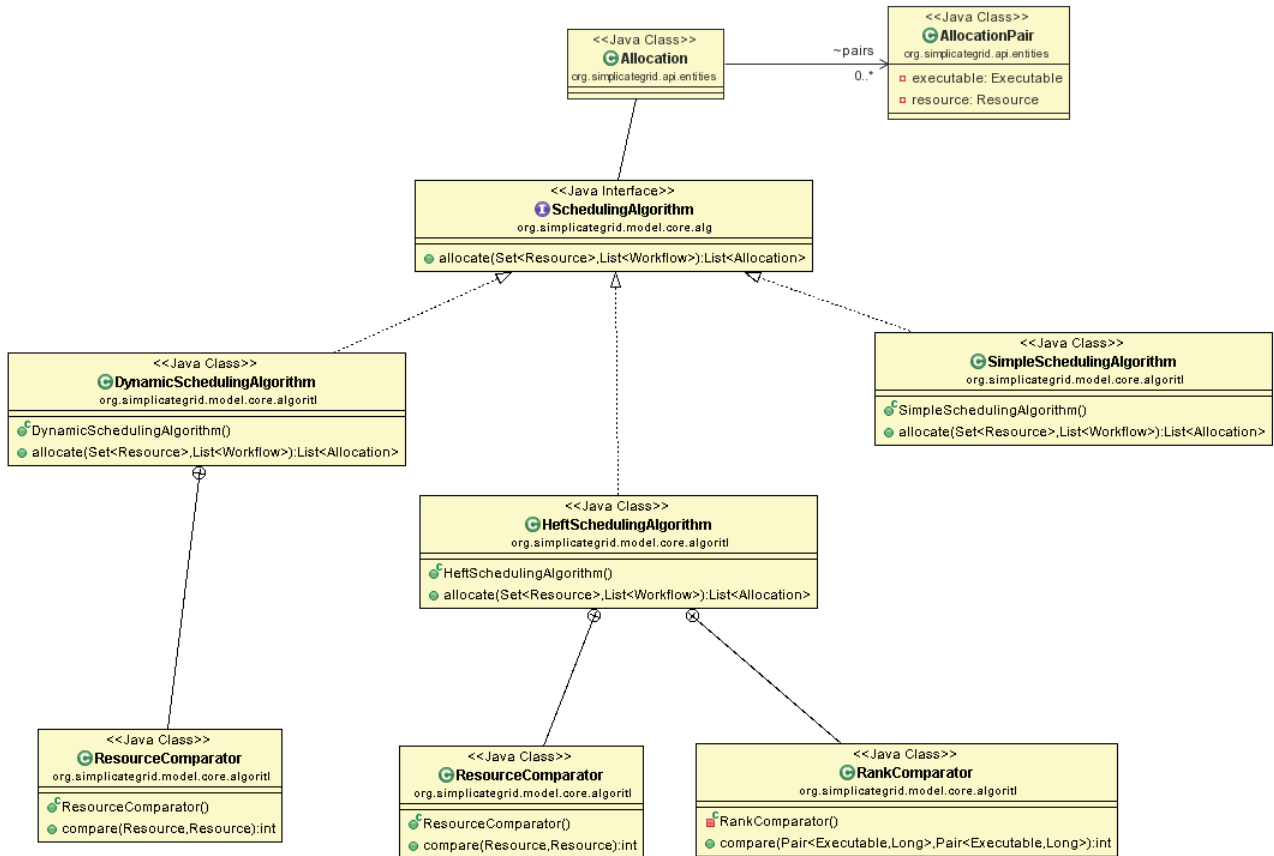 <<Java Class>>
Allocation
org.simplicategrid.api.entities
~pairs
0..*
<<Java Class>>
AllocationPair
org.simplicategrid.api.entities
executable: Executable
resource: Resource
<<Java Interface>>
SchedulingAlgorithm
org.simplicategrid.model.core.alg
allocate(Set<Resource>,List<Workflow>):List<Allocation>
<<Java Class>>
DynamicSchedulingAlgorithm
org.simplicategrid.model.core.algoritl
DynamicSchedulingAlgorithm()
allocate(Set<Resource>,List<Workflow>):List<Allocation>
<<Java Class>>
SimpleSchedulingAlgorithm
org.simplicategrid.model.core.algoritl
SimpleSchedulingAlgorithm()
allocate(Set<Resource>,List<Workflow>):List<Allocation>
<<Java Class>>
HeftSchedulingAlgorithm
org.simplicategrid.model.core.algoritl
HeftSchedulingAlgorithm()
allocate(Set<Resource>,List<Workflow>):List<Allocation>
<<Java Class>>
ResourceComparator
org.simplicategrid.model.core.algoritl
ResourceComparator()
compare(Resource,Resource):int
<<Java Class>>
ResourceComparator
org.simplicategrid.model.core.algoritl
ResourceComparator()
compare(Resource,Resource):int
<<Java Class>>
RankComparator
org.simplicategrid.model.core.algoritl
RankComparator()
compare(Pair<Executable,Long>,Pair<Executable,Long>):int